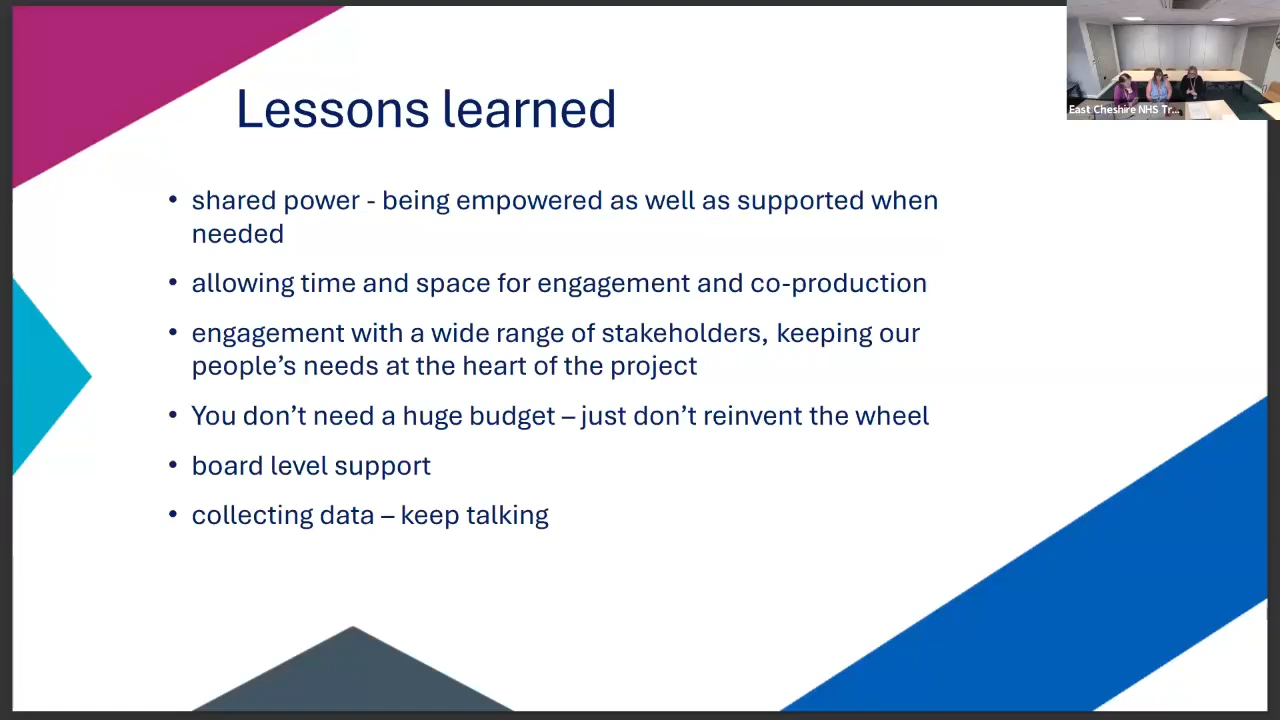 Lessons learned
• shared power - being empowered as well as supported when
needed
• allowing time and space for engagement and co-production
• engagement with a wide range of stakeholders, keeping our
people’s needs at the heart of the project
• You don’t need a huge budget – just don’t reinvent the wheel
• board level support
• collecting data – keep talking
East Cheshire NHS Tr...